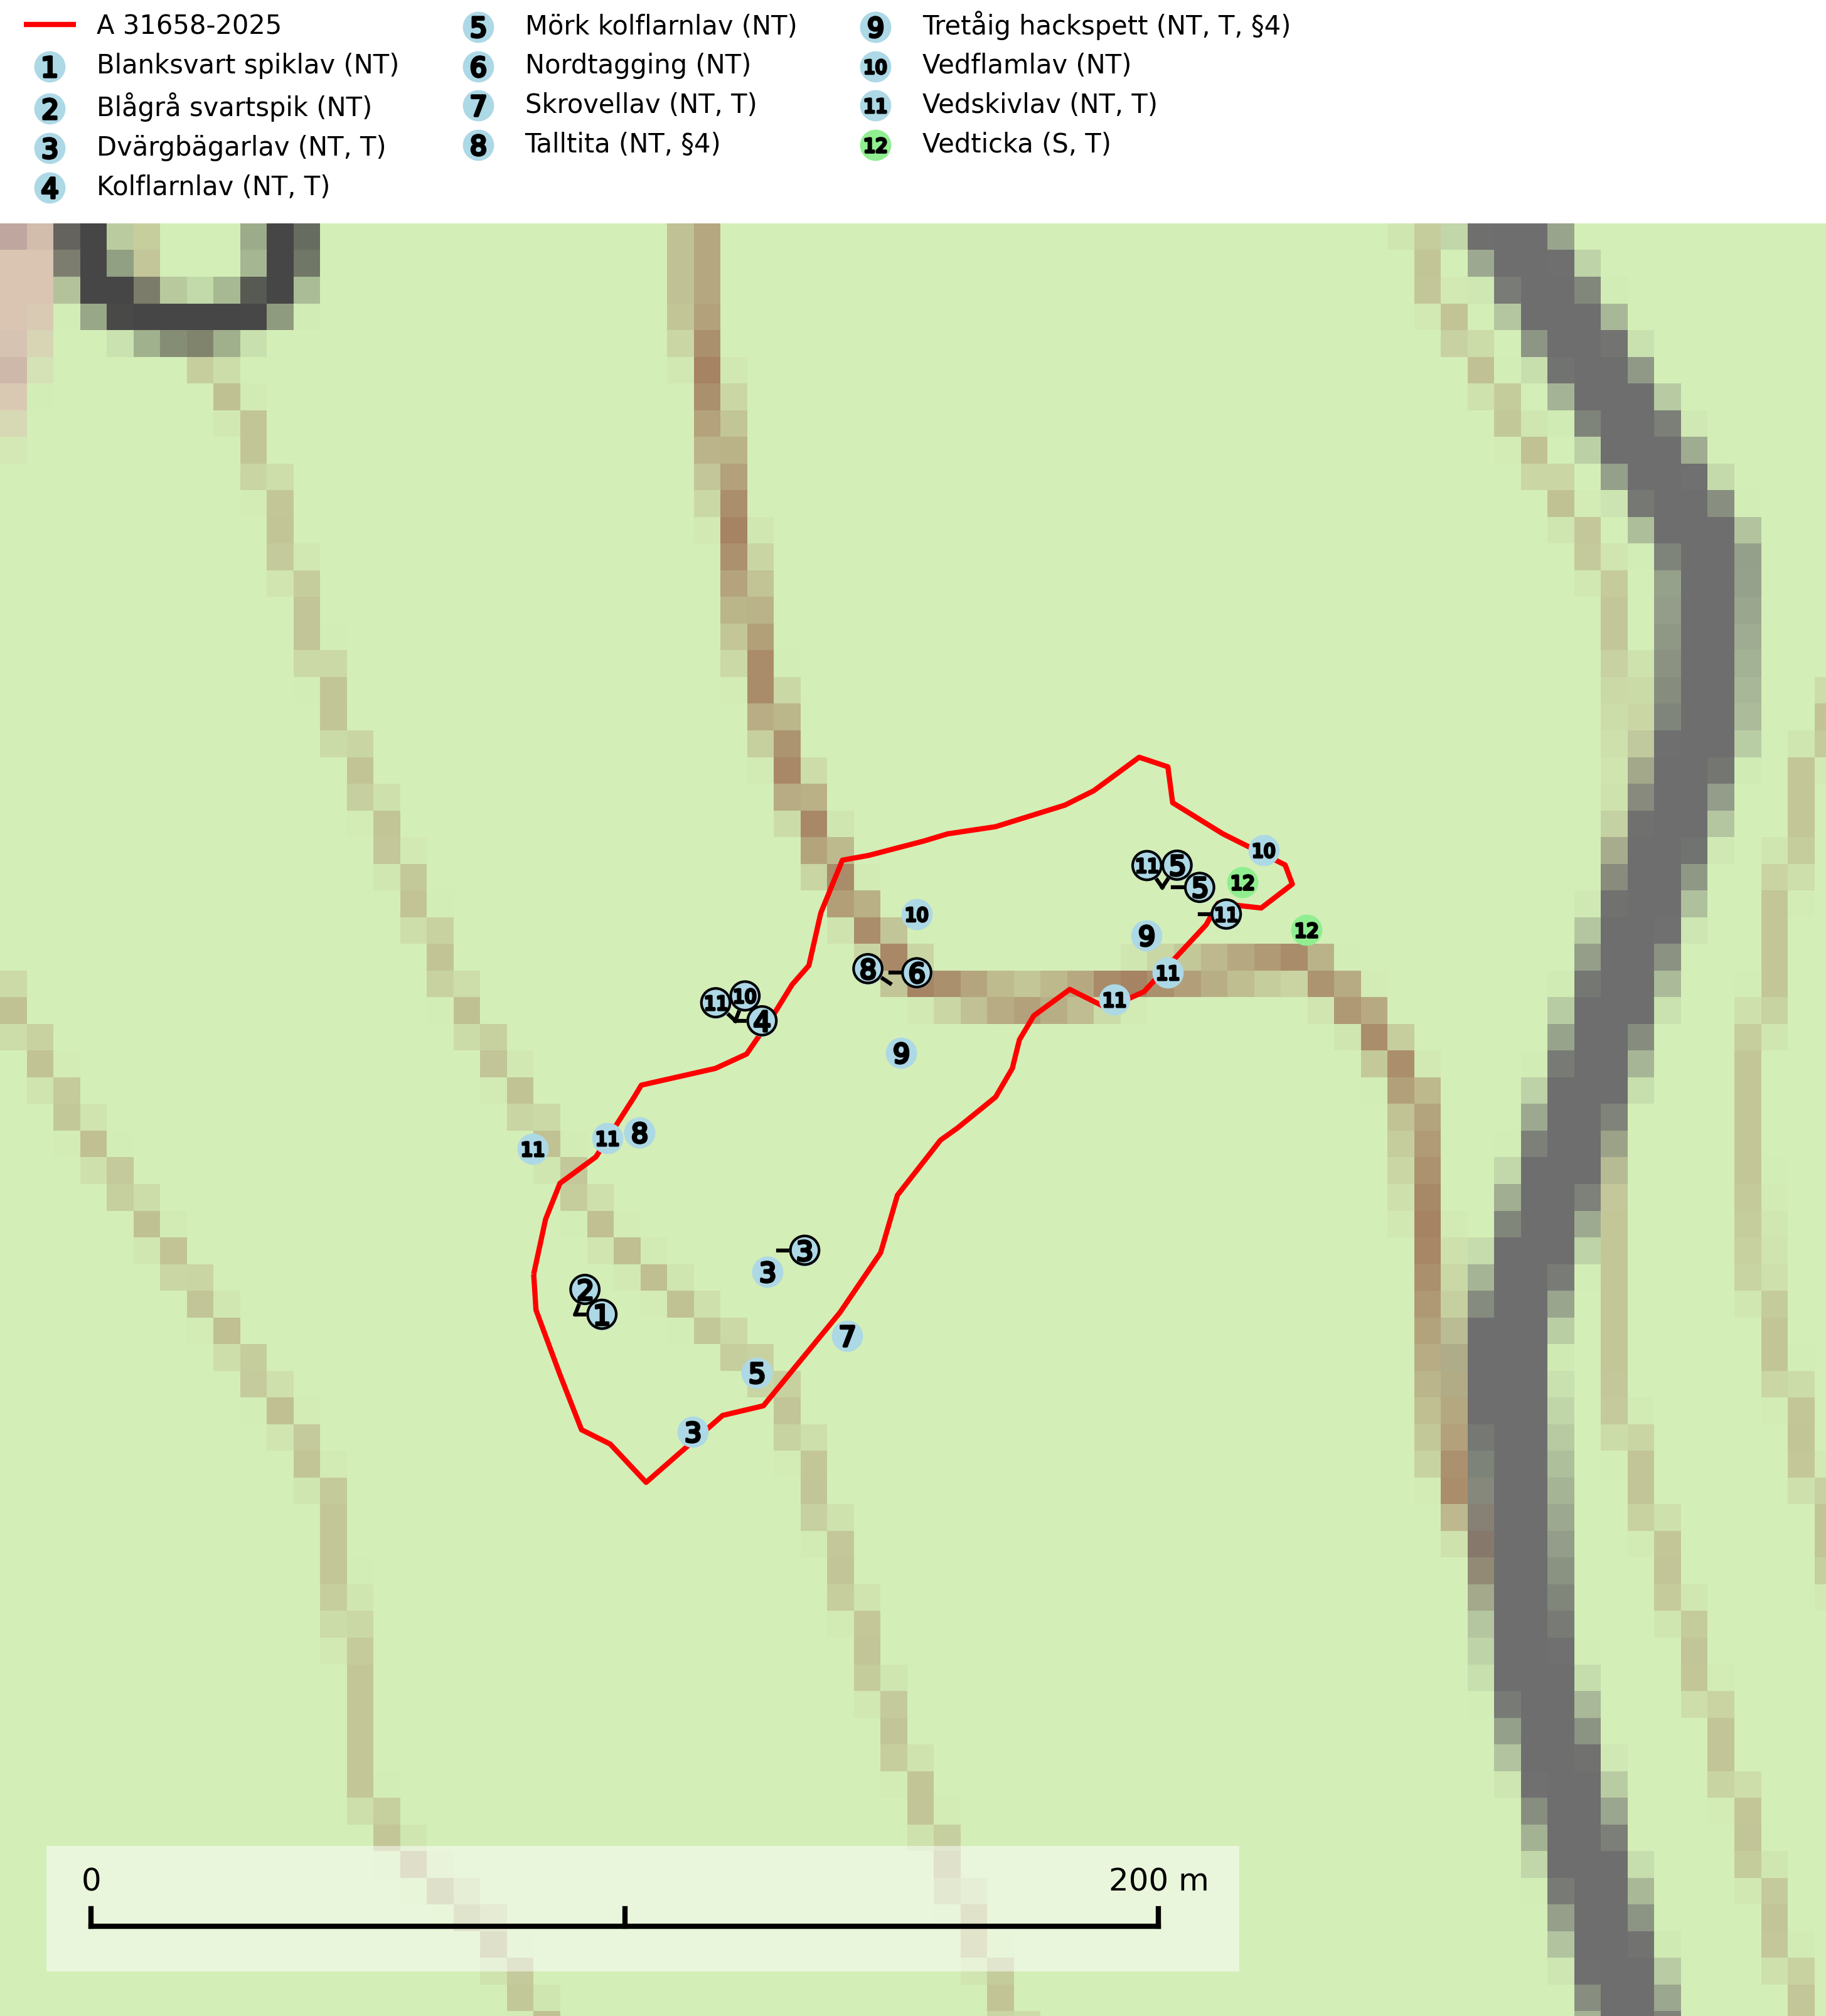 A 31658-2025
1 Blanksvart spiklav (NT)
2 Blågrå svartspik (NT)
3 Dvärgbägarlav (NT, T)
4 Kolflarnlav (NT, T)
5 Mörk kolflarnlav (NT)
6 Nordtagging (NT)
7 Skrovellav (NT, T)
8 Talltita (NT, §4)
9 Tretåig hackspett (NT, T, §4)
10 Vedflamlav (NT)
11 Vedskivlav (NT, T)
12 Vedticka (S, T)
10
11 5
12
5
10
11
12
9
8 6
11
11 10
4
11
9
8
11
11
3
3
2
1
7
5
3
0 200 m